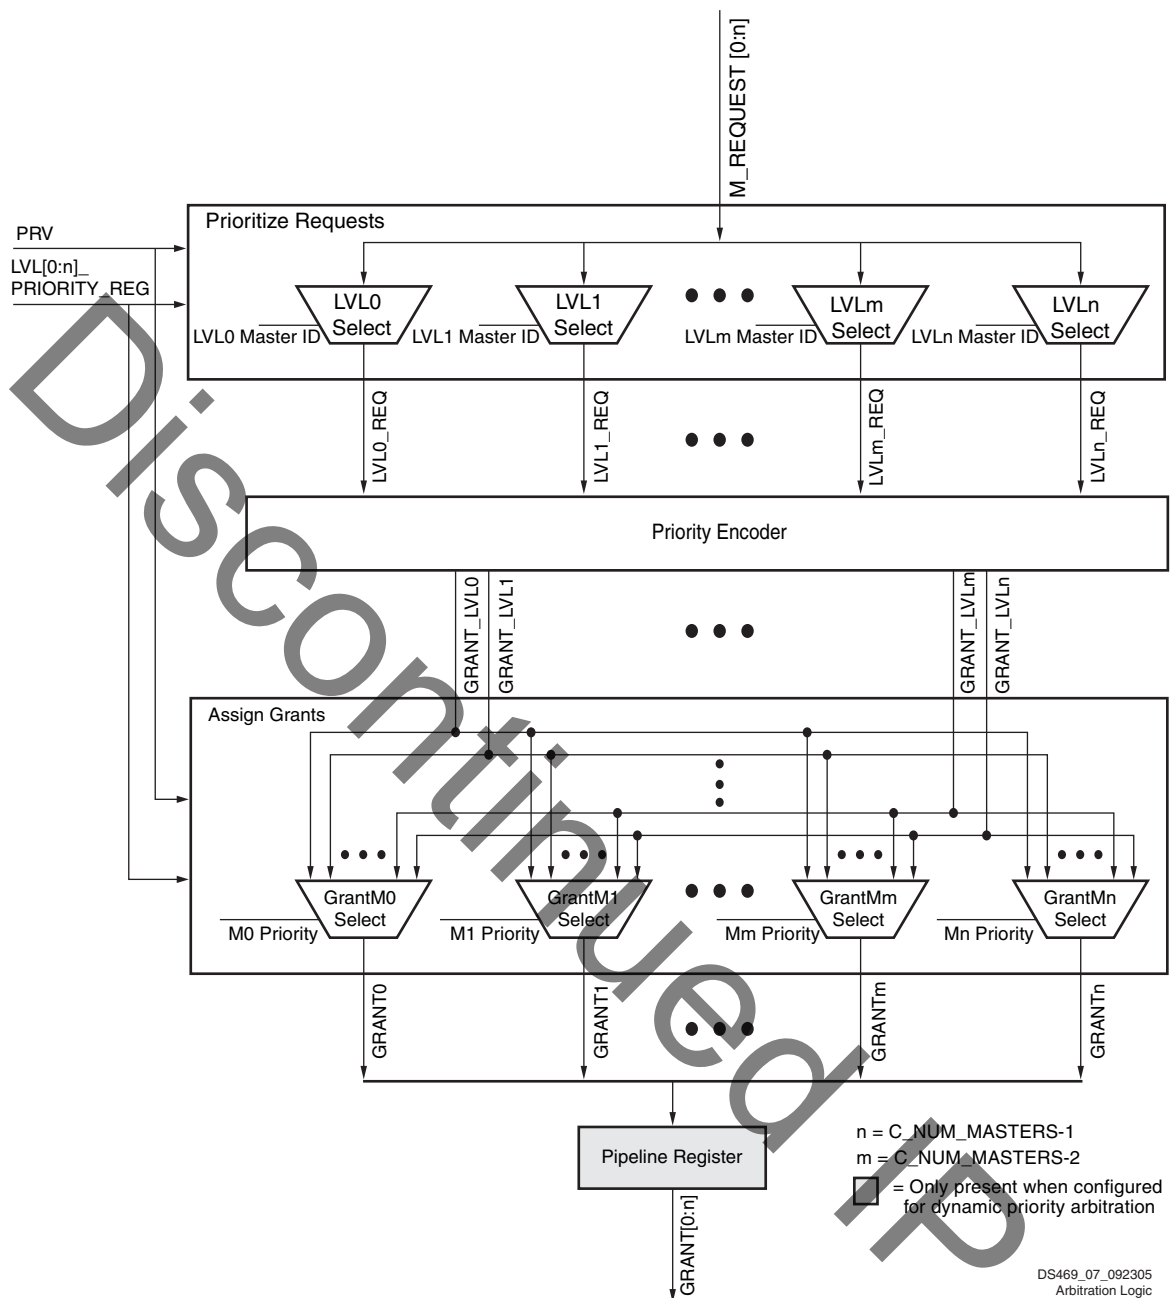 M_REQUEST [0:n]
Prioritize Requests
PRV
LVL[0:n]_
PRIORITY_REG
LVL0
Select
LVL1
Select
LVLm
Select
LVLn
Select
LVL0 Master ID
LVL1 Master ID
LVLm Master ID
LVLn Master ID
LVL0_REQ
LVL1_REQ
LVLm_REQ
LVLn_REQ
Priority Encoder
GRANT_LVL0
GRANT_LVL1
GRANT_LVLm
GRANT_LVLn
Assign Grants
GrantM0
Select
GrantM1
Select
GrantMm
Select
GrantMn
Select
M0 Priority
M1 Priority
Mm Priority
Mn Priority
GRANT0
GRANT1
GRANTm
GRANTn
Pipeline Register
GRANT[0:n]
n = C_NUM_MASTERS-1
m = C_NUM_MASTERS-2
= Only present when configured
for dynamic priority arbitration
DS469_07_092305
Arbitration Logic
Discontinued IP